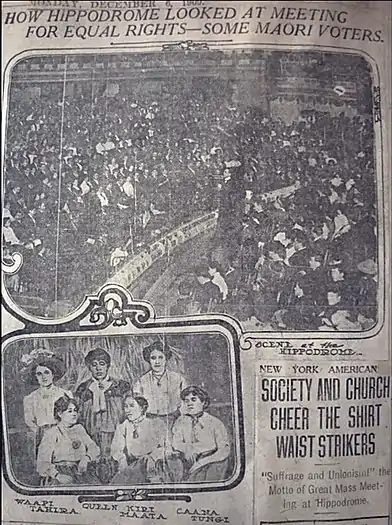 MONDAY, DECEMBER 6, 1909.
HOW HIPPODROME LOOKED AT MEETING
FOR EQUAL RIGHTS—SOME MAORI VOTERS.
SCENE at the
HIPPODROME
NEW YORK AMERICAN
SOCIETY AND CHURCH
CHEER THE SHIRT
WAIST STRIKERS
"Suffrage and Unionism!" the
Motto of Great Mass Meet-
ing at Hippodrome.
WAAPI
TAHIRA
QUEEN KIRI
MAATA
CAANA
TUNGI